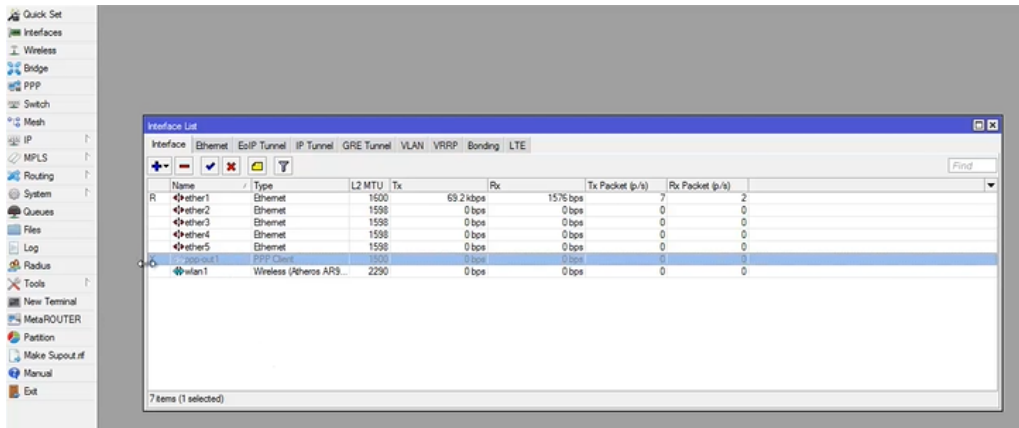 Quick Set
Interfaces
Wireless
Bridge
PPP
Switch
Mesh
IP
MPLS
Routing
System
Queues
Files
Log
Radius
Tools
New Terminal
MetaROUTER
Partition
Make Supout.rif
Manual
Exit
Interface List
Interface Ethernet EoIP Tunnel IP Tunnel GRE Tunnel VLAN VRRP Bonding LTE
Find
Name Type L2 MTU Tx Rx Tx Packet (p/s) Rx Packet (p/s)
R ether1 Ethernet 1600 69.2 kbps 1576 bps 7 2
ether2 Ethernet 1598 0 bps 0 bps 0 0
ether3 Ethernet 1598 0 bps 0 bps 0 0
ether4 Ethernet 1598 0 bps 0 bps 0 0
ether5 Ethernet 1598 0 bps 0 bps 0 0
X ppp-out1 PPP Client 1500 0 bps 0 bps 0 0
wlan1 Wireless (Atheros AR9... 2290 0 bps 0 bps 0 0
7 items (1 selected)